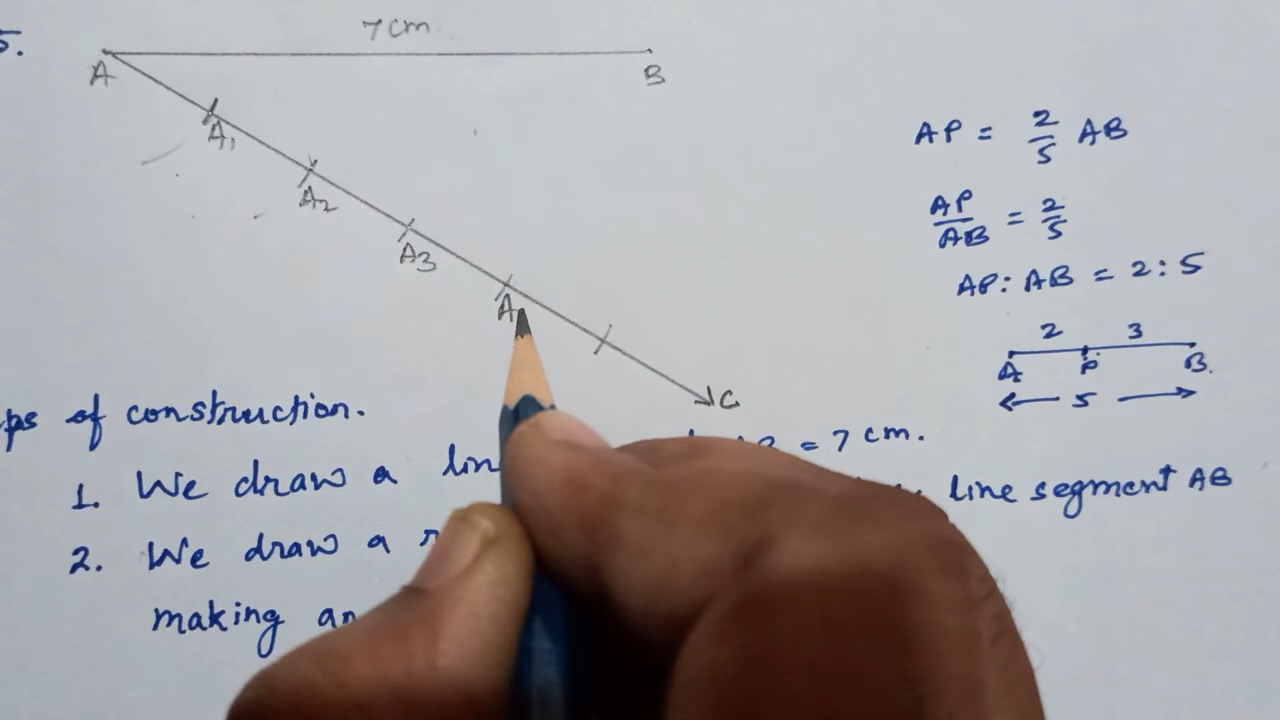 5.
7cm.
A
B
A1
A2
A3
A
C
AP = 2/5 AB
AP/AB = 2/5
AP : AB = 2 : 5
2 3
A P B.
5
ps of construction.
1. We draw a lin = 7 cm.
line segment AB
2. We draw a
making an